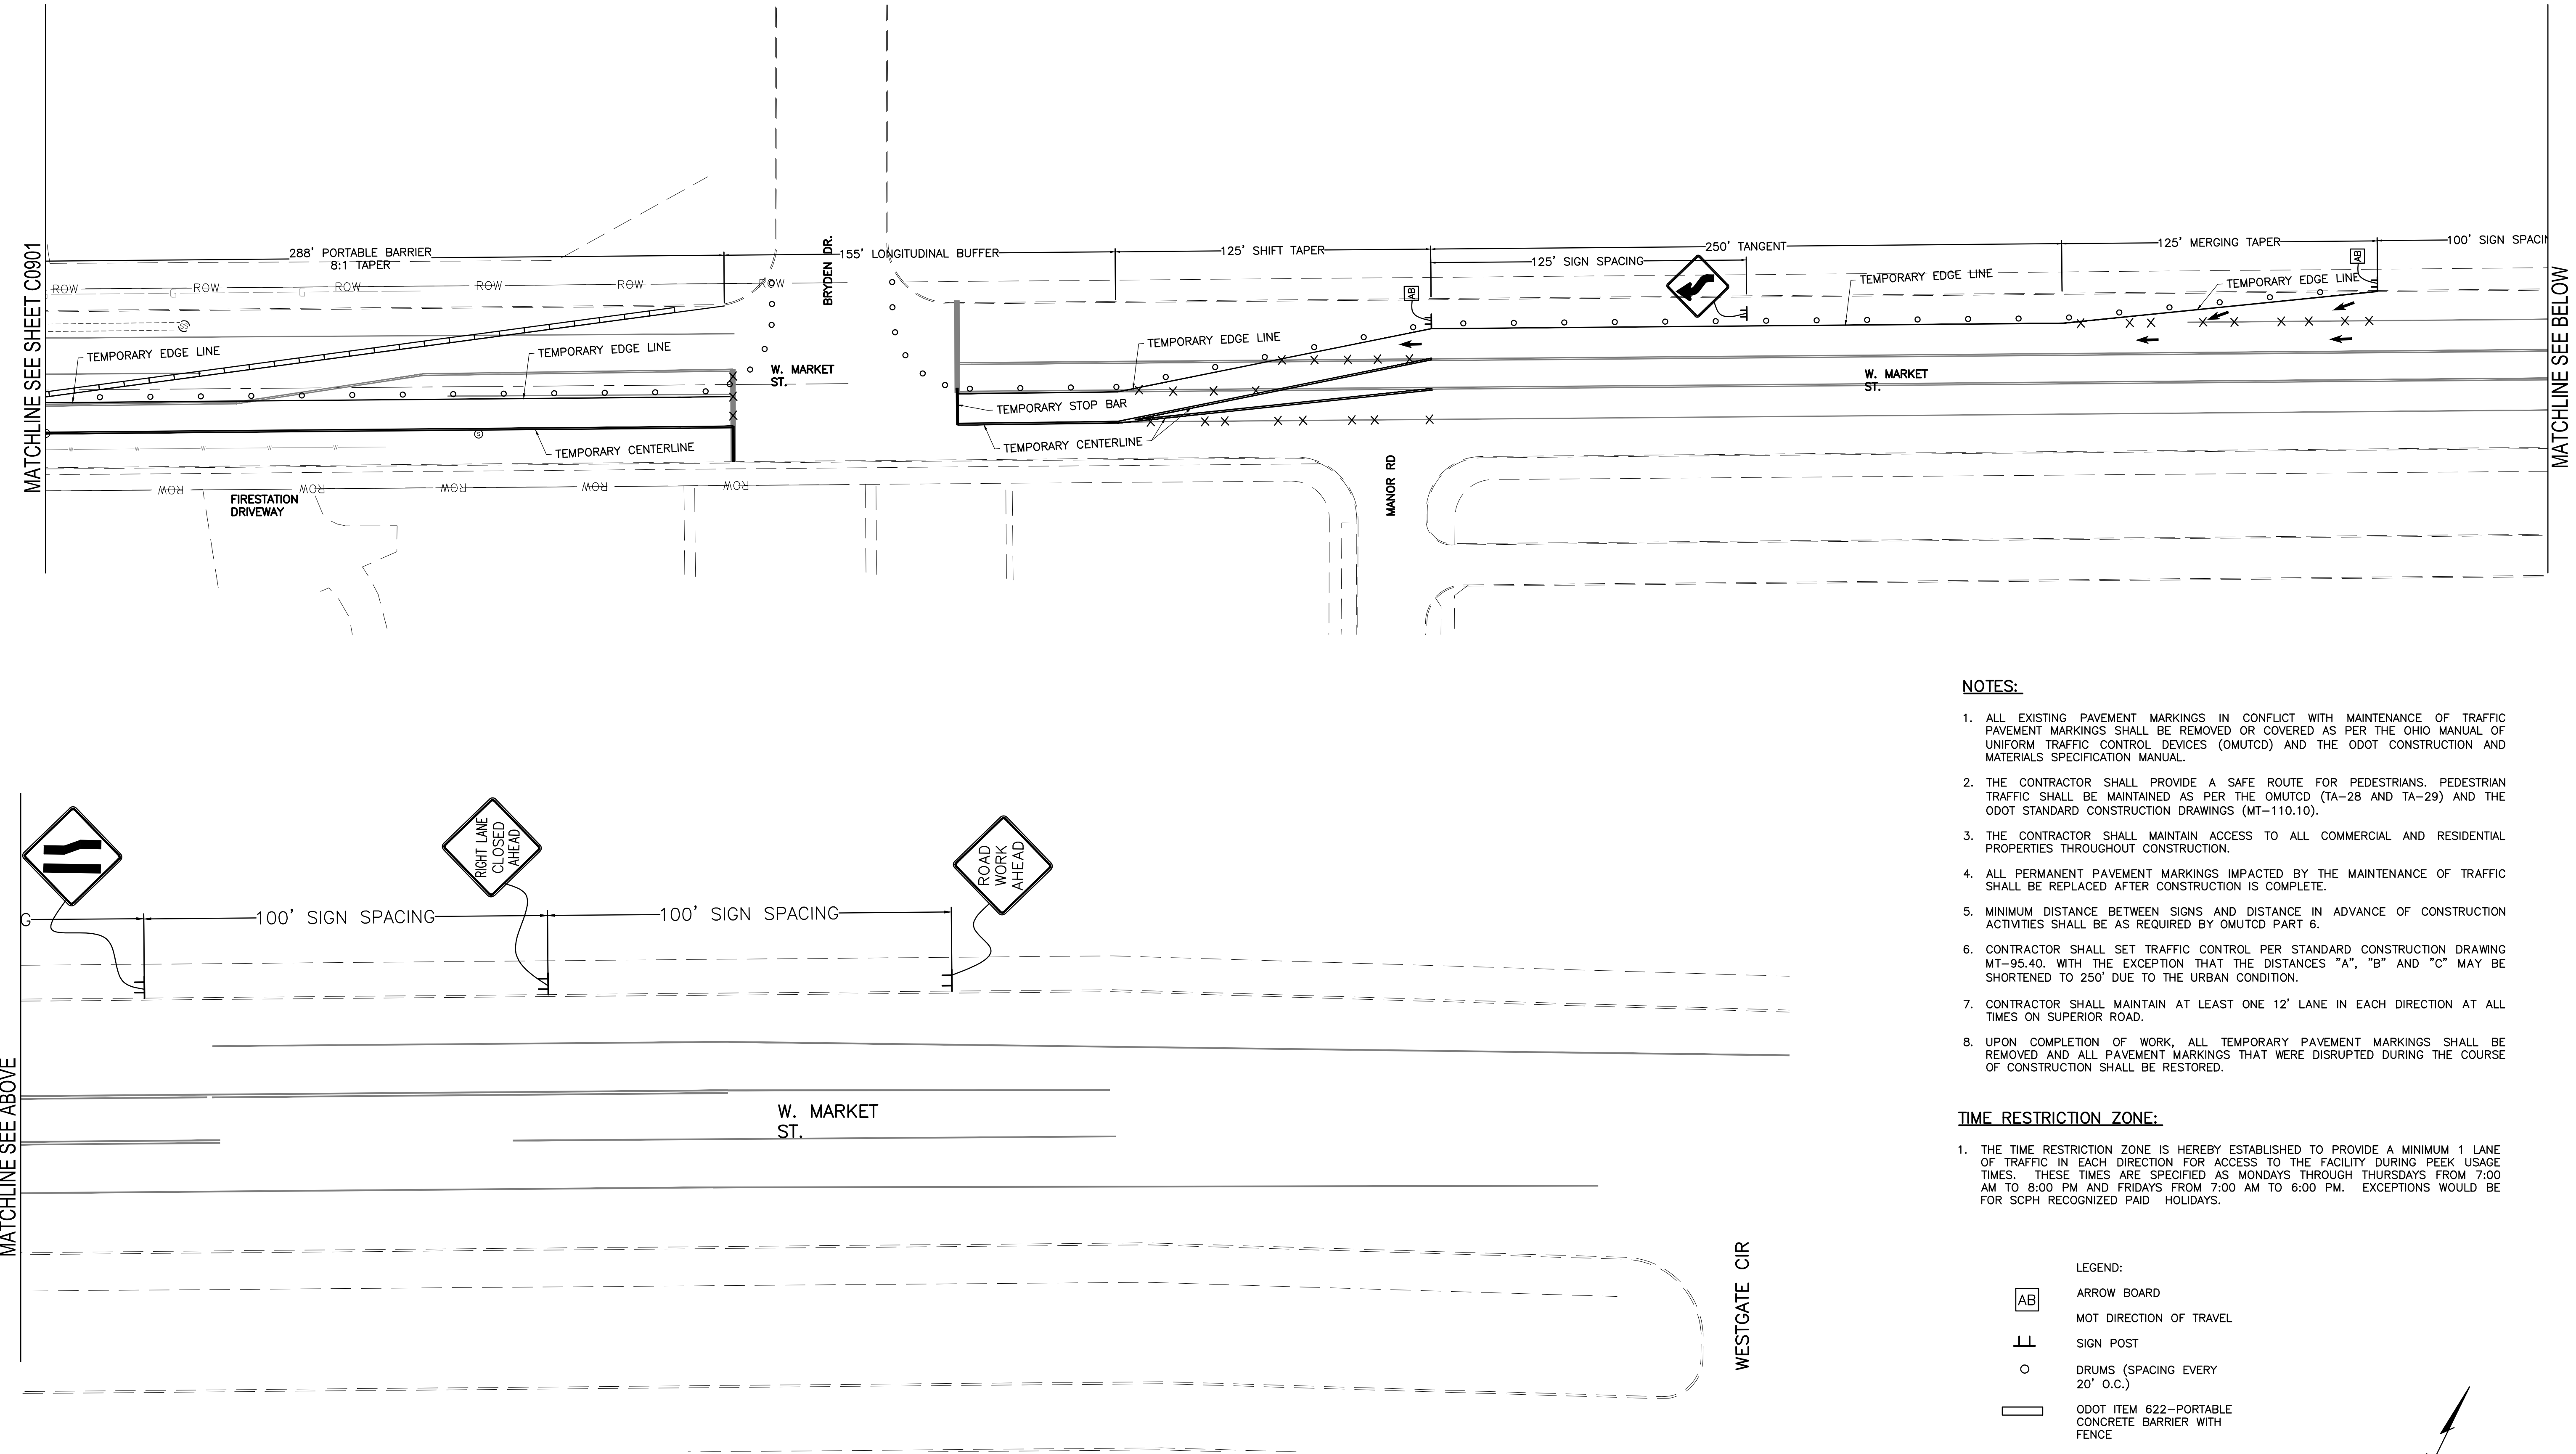 MATCHLINE SEE SHEET C0901
288' PORTABLE BARRIER
8:1 TAPER
155' LONGITUDINAL BUFFER
125' SHIFT TAPER
250' TANGENT
125' SIGN SPACING
125' MERGING TAPER
100' SIGN SPACIN
MATCHLINE SEE BELOW
BRYDEN DR.
ROW
ROW
ROW
ROW
ROW
ROW
G
G
SS
AB
AB
TEMPORARY EDGE LINE
TEMPORARY EDGE LINE
TEMPORARY EDGE LINE
TEMPORARY EDGE LINE
TEMPORARY EDGE LINE
W. MARKET
ST.
W. MARKET
ST.
TEMPORARY STOP BAR
TEMPORARY CENTERLINE
TEMPORARY CENTERLINE
S
W
W
W
W
W
ROW
ROW
ROW
ROW
ROW
FIRESTATION
DRIVEWAY
MANOR RD
MATCHLINE SEE ABOVE
RIGHT LANE
CLOSED
AHEAD
ROAD
WORK
AHEAD
G
100' SIGN SPACING
100' SIGN SPACING
W. MARKET
ST.
WESTGATE CIR
NOTES:
1. ALL EXISTING PAVEMENT MARKINGS IN CONFLICT WITH MAINTENANCE OF TRAFFIC
PAVEMENT MARKINGS SHALL BE REMOVED OR COVERED AS PER THE OHIO MANUAL OF
UNIFORM TRAFFIC CONTROL DEVICES (OMUTCD) AND THE ODOT CONSTRUCTION AND
MATERIALS SPECIFICATION MANUAL.
2. THE CONTRACTOR SHALL PROVIDE A SAFE ROUTE FOR PEDESTRIANS. PEDESTRIAN
TRAFFIC SHALL BE MAINTAINED AS PER THE OMUTCD (TA-28 AND TA-29) AND THE
ODOT STANDARD CONSTRUCTION DRAWINGS (MT-110.10).
3. THE CONTRACTOR SHALL MAINTAIN ACCESS TO ALL COMMERCIAL AND RESIDENTIAL
PROPERTIES THROUGHOUT CONSTRUCTION.
4. ALL PERMANENT PAVEMENT MARKINGS IMPACTED BY THE MAINTENANCE OF TRAFFIC
SHALL BE REPLACED AFTER CONSTRUCTION IS COMPLETE.
5. MINIMUM DISTANCE BETWEEN SIGNS AND DISTANCE IN ADVANCE OF CONSTRUCTION
ACTIVITIES SHALL BE AS REQUIRED BY OMUTCD PART 6.
6. CONTRACTOR SHALL SET TRAFFIC CONTROL PER STANDARD CONSTRUCTION DRAWING
MT-95.40. WITH THE EXCEPTION THAT THE DISTANCES "A", "B" AND "C" MAY BE
SHORTENED TO 250' DUE TO THE URBAN CONDITION.
7. CONTRACTOR SHALL MAINTAIN AT LEAST ONE 12' LANE IN EACH DIRECTION AT ALL
TIMES ON SUPERIOR ROAD.
8. UPON COMPLETION OF WORK, ALL TEMPORARY PAVEMENT MARKINGS SHALL BE
REMOVED AND ALL PAVEMENT MARKINGS THAT WERE DISRUPTED DURING THE COURSE
OF CONSTRUCTION SHALL BE RESTORED.
TIME RESTRICTION ZONE:
1. THE TIME RESTRICTION ZONE IS HEREBY ESTABLISHED TO PROVIDE A MINIMUM 1 LANE
OF TRAFFIC IN EACH DIRECTION FOR ACCESS TO THE FACILITY DURING PEEK USAGE
TIMES. THESE TIMES ARE SPECIFIED AS MONDAYS THROUGH THURSDAYS FROM 7:00
AM TO 8:00 PM AND FRIDAYS FROM 7:00 AM TO 6:00 PM. EXCEPTIONS WOULD BE
FOR SCPH RECOGNIZED PAID HOLIDAYS.
LEGEND:
AB ARROW BOARD
MOT DIRECTION OF TRAVEL
SIGN POST
DRUMS (SPACING EVERY
20' O.C.)
ODOT ITEM 622-PORTABLE
CONCRETE BARRIER WITH
FENCE